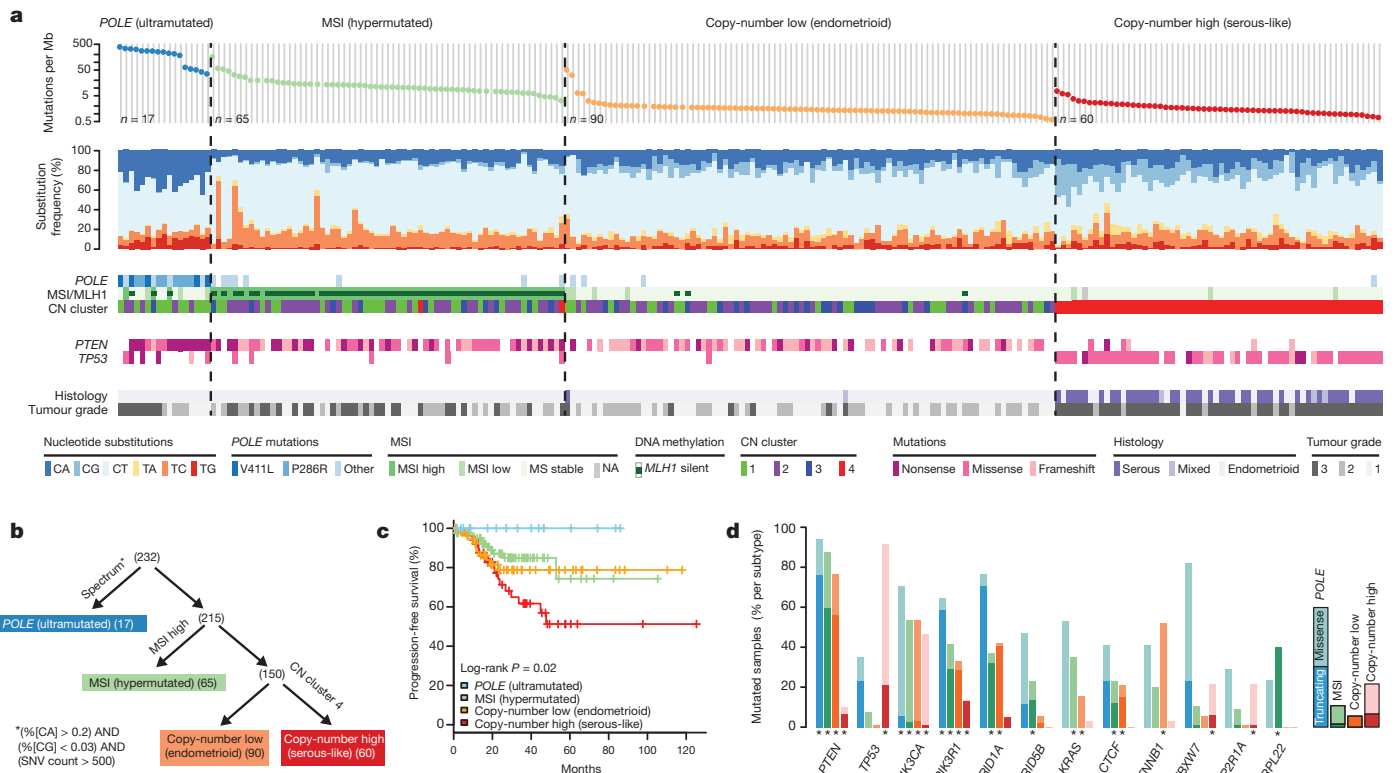 a
POLE (ultramutated) MSI (hypermutated) Copy-number low (endometrioid) Copy-number high (serous-like)
Mutations per Mb
500
50
5
0.5
n = 17 n = 65 n = 90 n = 60
Substitution frequency (%)
100
80
60
40
20
0
POLE
MSI/MLH1
CN cluster
PTEN
TP53
Histology
Tumour grade
Nucleotide substitutions
CA CG CT TA TC TG
POLE mutations
V411L P286R Other
MSI
MSI high MSI low MS stable NA
DNA methylation
MLH1 silent
CN cluster
1 2 3 4
Mutations
Nonsense Missense Frameshift
Histology
Serous Mixed Endometrioid
Tumour grade
3 2 1
b
(232)
Spectrum*
POLE (ultramutated) (17)
(215)
MSI high
MSI (hypermutated) (65)
(150)
CN cluster 4
Copy-number low (endometrioid) (90)
Copy-number high (serous-like) (60)
*(%[CA] > 0.2) AND
(%[CG] < 0.03) AND
(SNV count > 500)
c
Progression-free survival (%)
100
80
60
40
20
0
Log-rank P = 0.02
POLE (ultramutated)
MSI (hypermutated)
Copy-number low (endometrioid)
Copy-number high (serous-like)
0 20 40 60 80 100 120
Months
d
Mutated samples (% per subtype)
100
80
60
40
20
0
* * * * * * * * * * * * * * * * * * * * * * * *
PTEN
TP53
IK3CA
IK3R1
RID1A
RID5B
KRAS
CTCF
TNNB1
BXW7
P2R1A
RPL22
Truncating Missense POLE
MSI
Copy-number low
Copy-number high